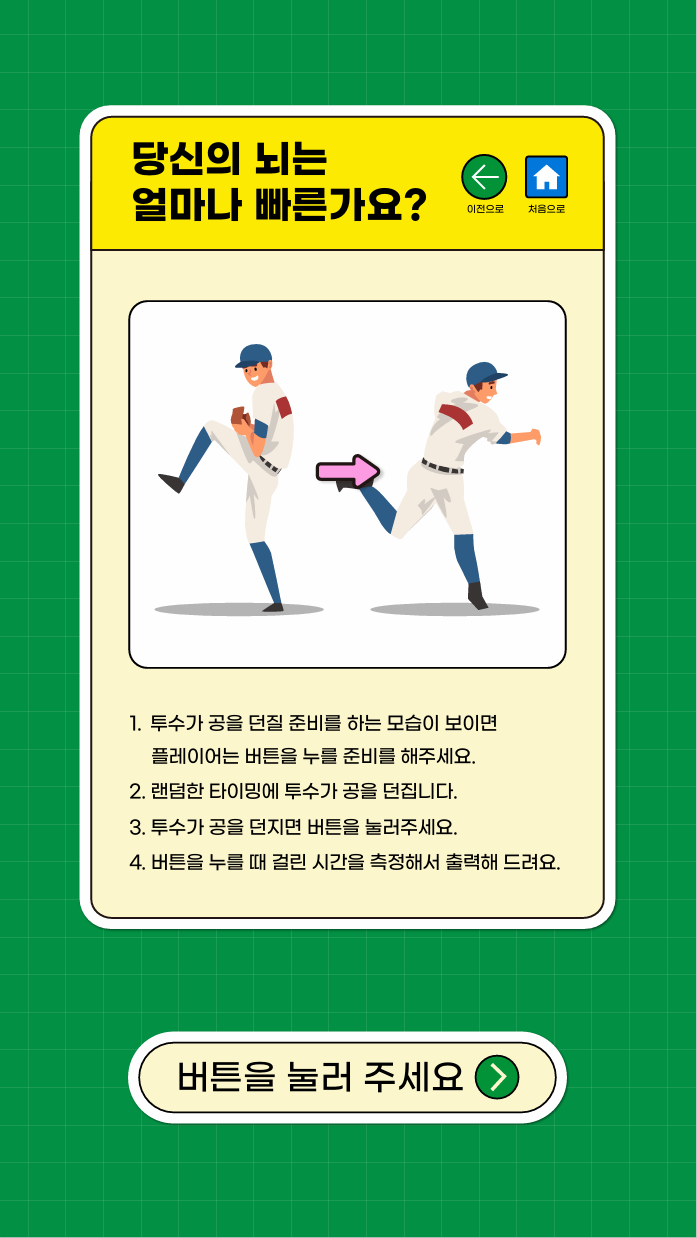 당신의 뇌는
얼마나 빠른가요?
이전으로
처음으로
1. 투수가 공을 던질 준비를 하는 모습이 보이면
플레이어는 버튼을 누를 준비를 해주세요.
2. 랜덤한 타이밍에 투수가 공을 던집니다.
3. 투수가 공을 던지면 버튼을 눌러주세요.
4. 버튼을 누를 때 걸린 시간을 측정해서 출력해 드려요.
버튼을 눌러 주세요